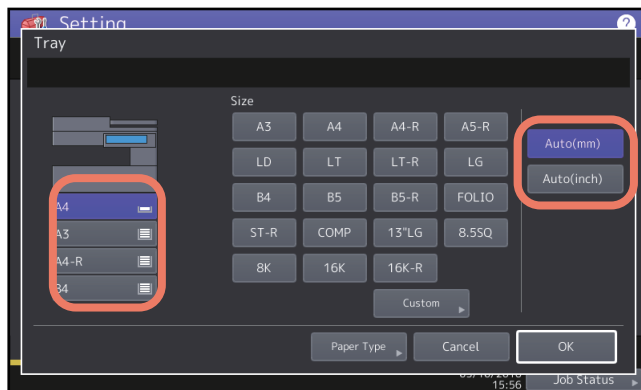 Setting
?
Tray
Size
A3 A4 A4-R A5-R
Auto(mm)
LD LT LT-R LG
Auto(inch)
A4
B4 B5 B5-R FOLIO
A3
ST-R COMP 13"LG 8.5SQ
A4-R
8K 16K 16K-R
B4
Custom
Paper Type Cancel OK
15:56 Job Status